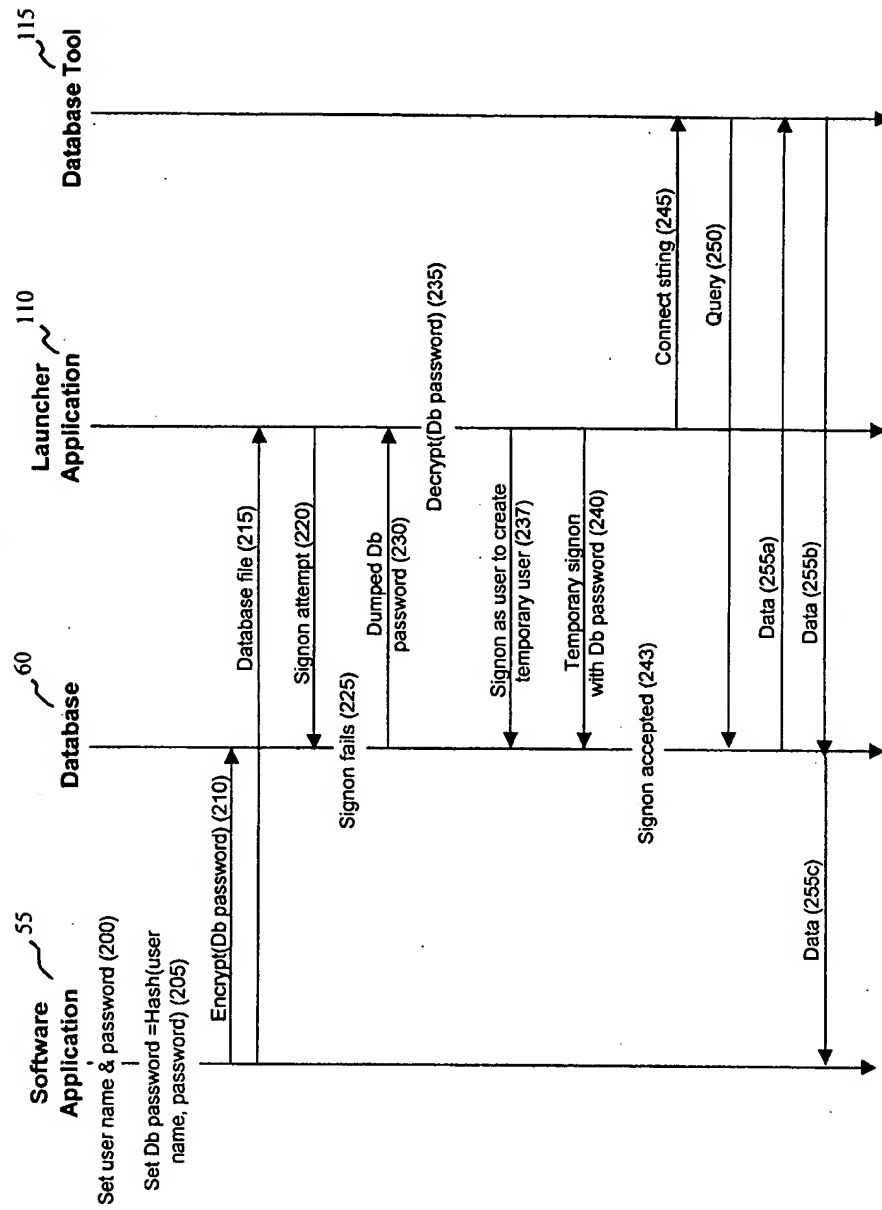 55
Software
Application
60
Database
110
Launcher
Application
115
Database Tool
Set user name & password (200)
Set Db password =Hash(user
name, password) (205)
Encrypt(Db password) (210)
Database file (215)
Signon attempt (220)
Signon fails (225)
Dumped Db
password (230)
Decrypt(Db password) (235)
Signon as user to create
temporary user (237)
Temporary signon
with Db password (240)
Signon accepted (243)
Connect string (245)
Query (250)
Data (255a)
Data (255b)
Data (255c)